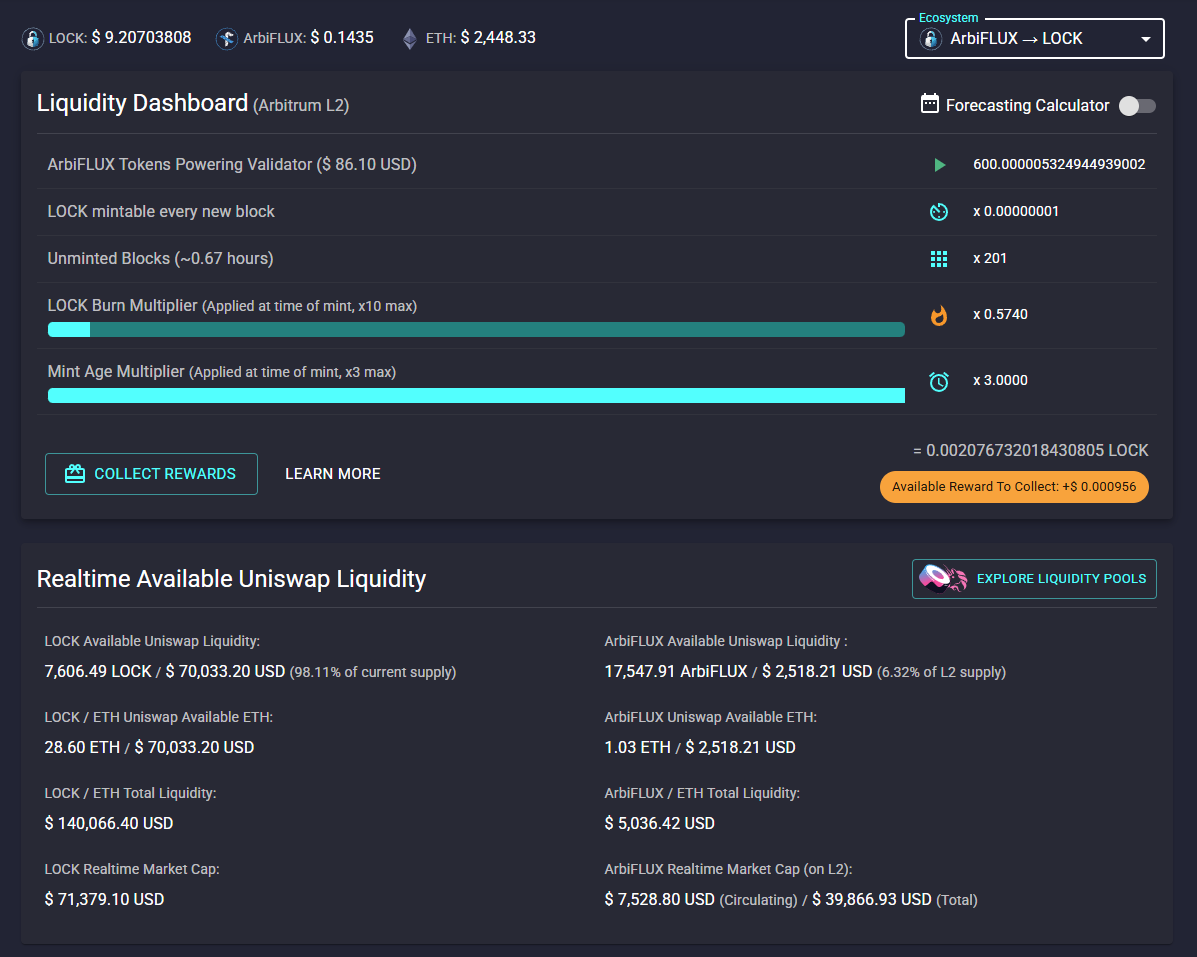 LOCK: $ 9.20703808 ArbiFLUX: $ 0.1435 ETH: $ 2,448.33
Ecosystem
ArbiFLUX → LOCK
Liquidity Dashboard (Arbitrum L2)
Forecasting Calculator
ArbiFLUX Tokens Powering Validator ($ 86.10 USD) 600.000005324944939002
LOCK mintable every new block x 0.00000001
Unminted Blocks (~0.67 hours) x 201
LOCK Burn Multiplier (Applied at time of mint, x10 max) x 0.5740
Mint Age Multiplier (Applied at time of mint, x3 max) x 3.0000
= 0.002076732018430805 LOCK
COLLECT REWARDS LEARN MORE
Available Reward To Collect: +$ 0.000956
Realtime Available Uniswap Liquidity
EXPLORE LIQUIDITY POOLS
LOCK Available Uniswap Liquidity:
7,606.49 LOCK / $ 70,033.20 USD (98.11% of current supply)
ArbiFLUX Available Uniswap Liquidity :
17,547.91 ArbiFLUX / $ 2,518.21 USD (6.32% of L2 supply)
LOCK / ETH Uniswap Available ETH:
28.60 ETH / $ 70,033.20 USD
ArbiFLUX Uniswap Available ETH:
1.03 ETH / $ 2,518.21 USD
LOCK / ETH Total Liquidity:
$ 140,066.40 USD
ArbiFLUX / ETH Total Liquidity:
$ 5,036.42 USD
LOCK Realtime Market Cap:
$ 71,379.10 USD
ArbiFLUX Realtime Market Cap (on L2):
$ 7,528.80 USD (Circulating) / $ 39,866.93 USD (Total)